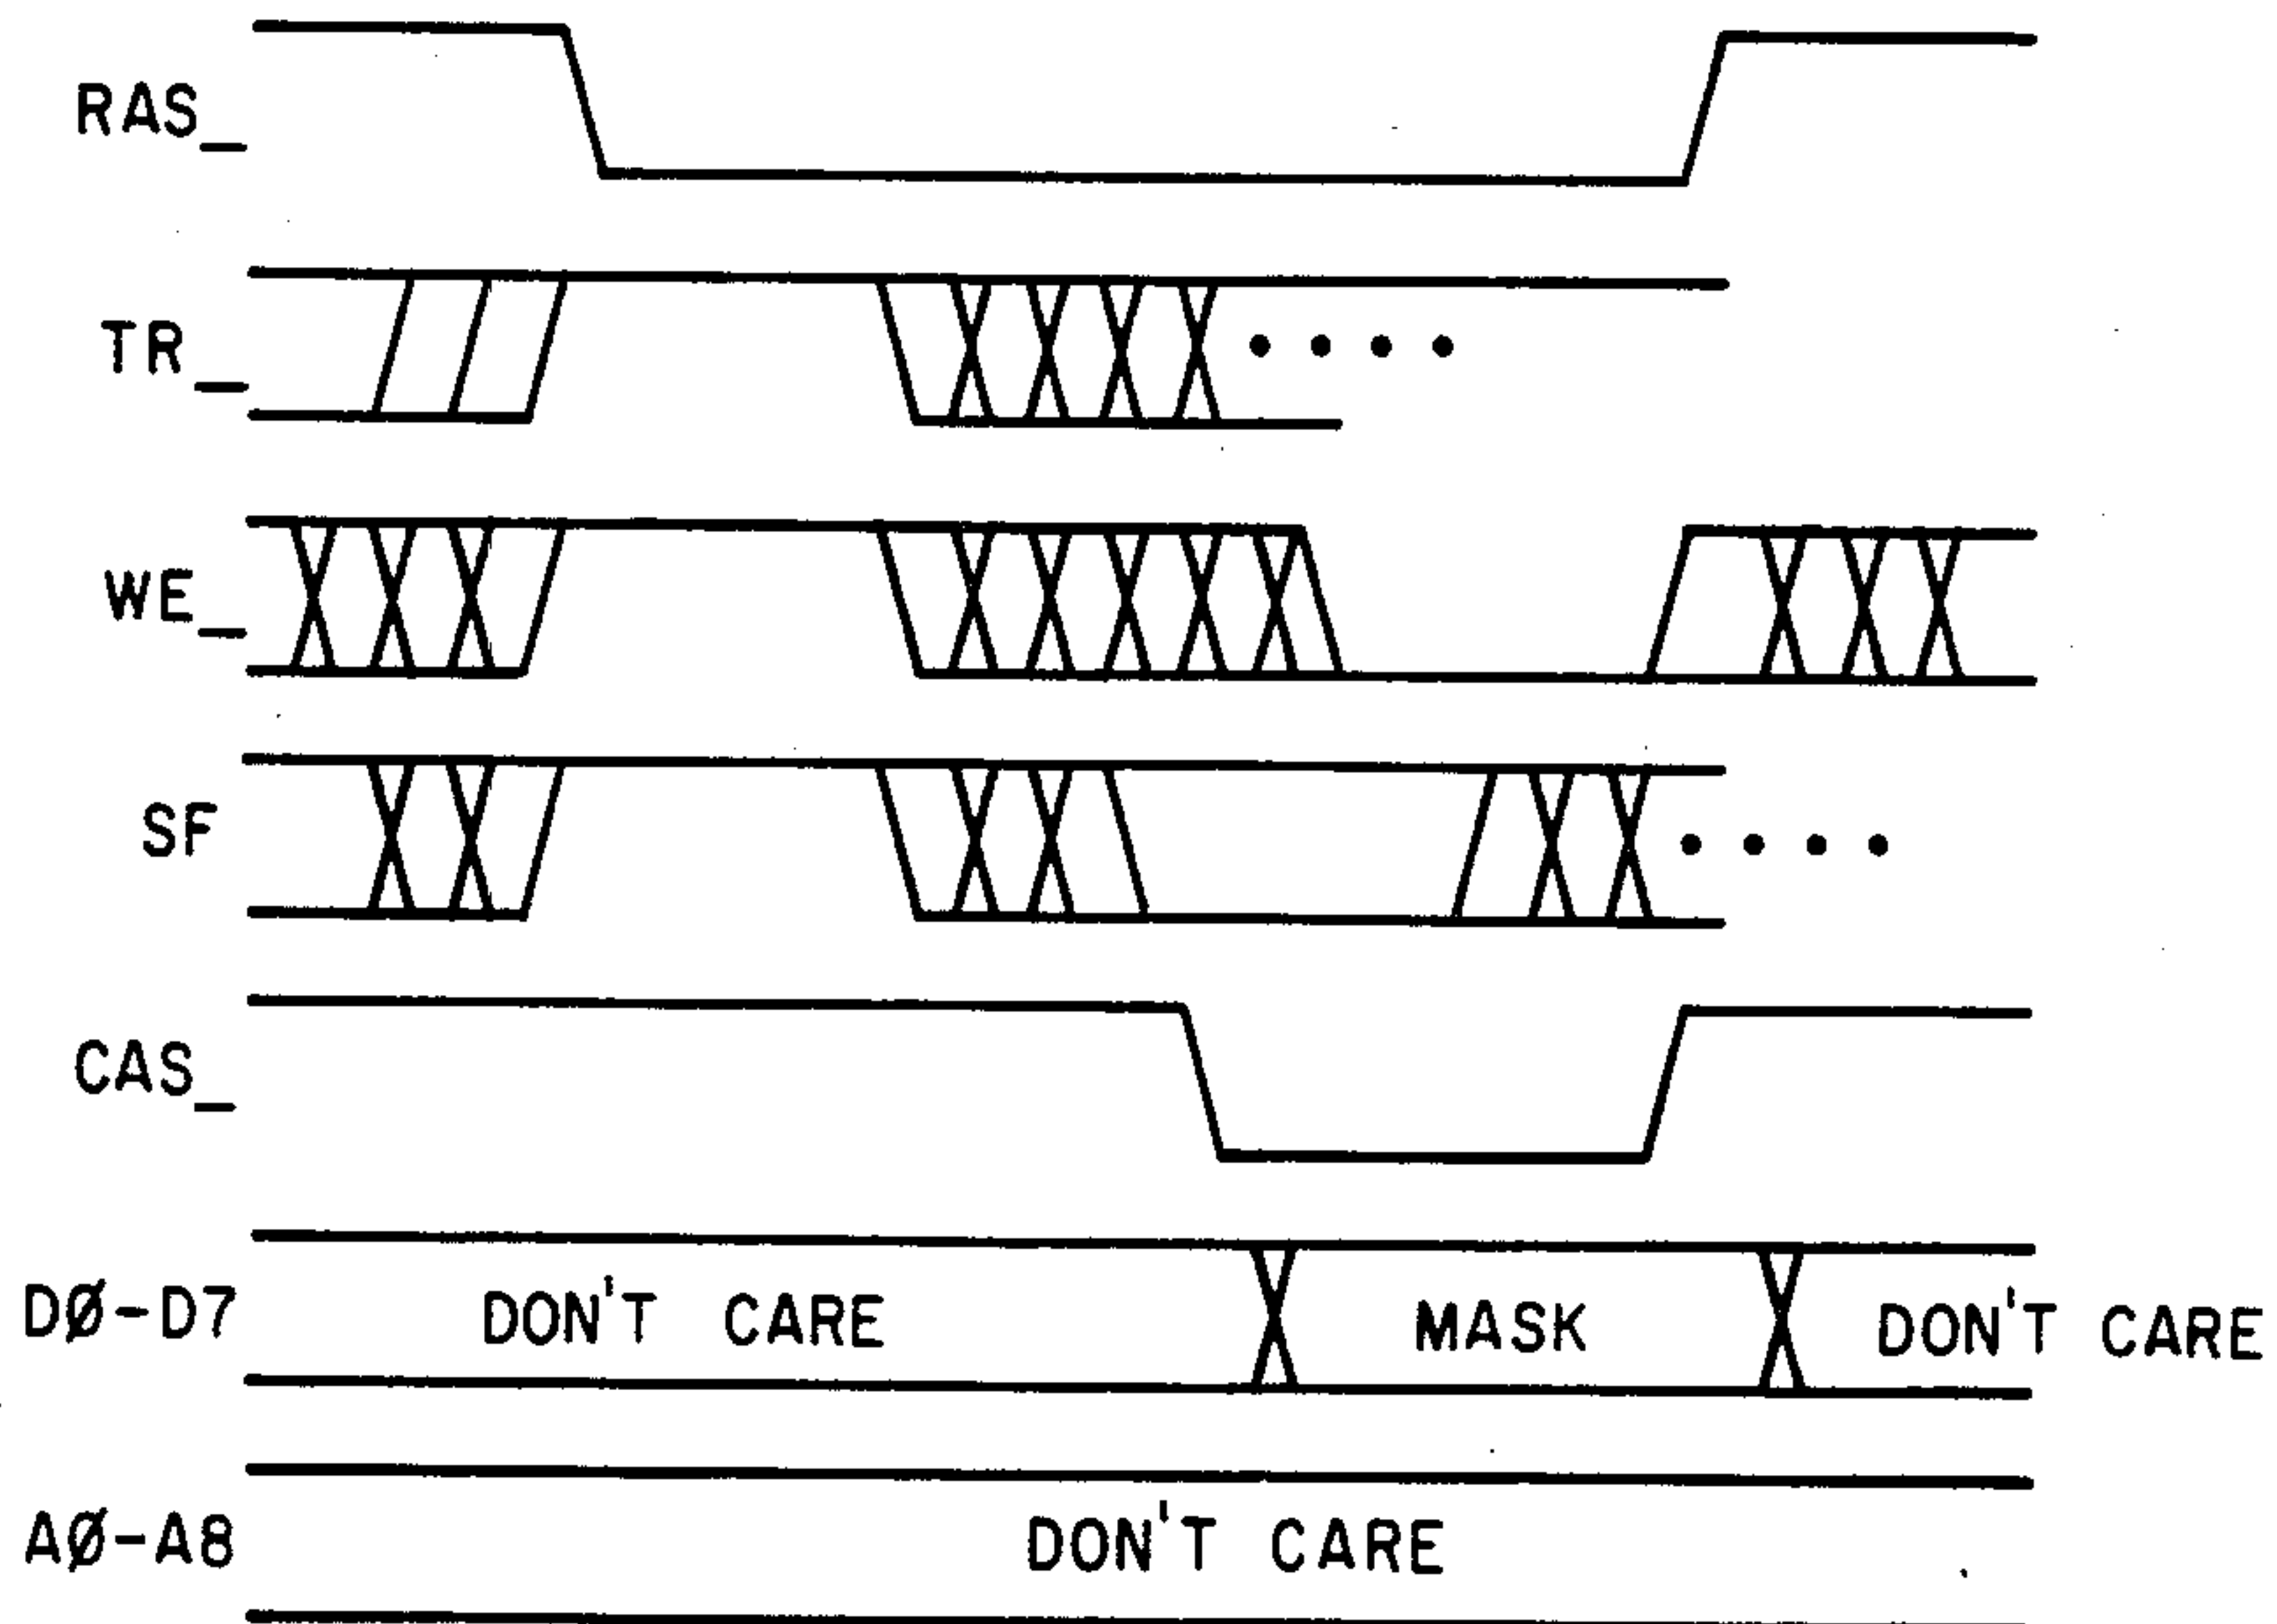 RAS_
TR_
WE_
SF
CAS_
DØ-D7 DON'T CARE MASK DON'T CARE
AØ-A8 DON'T CARE